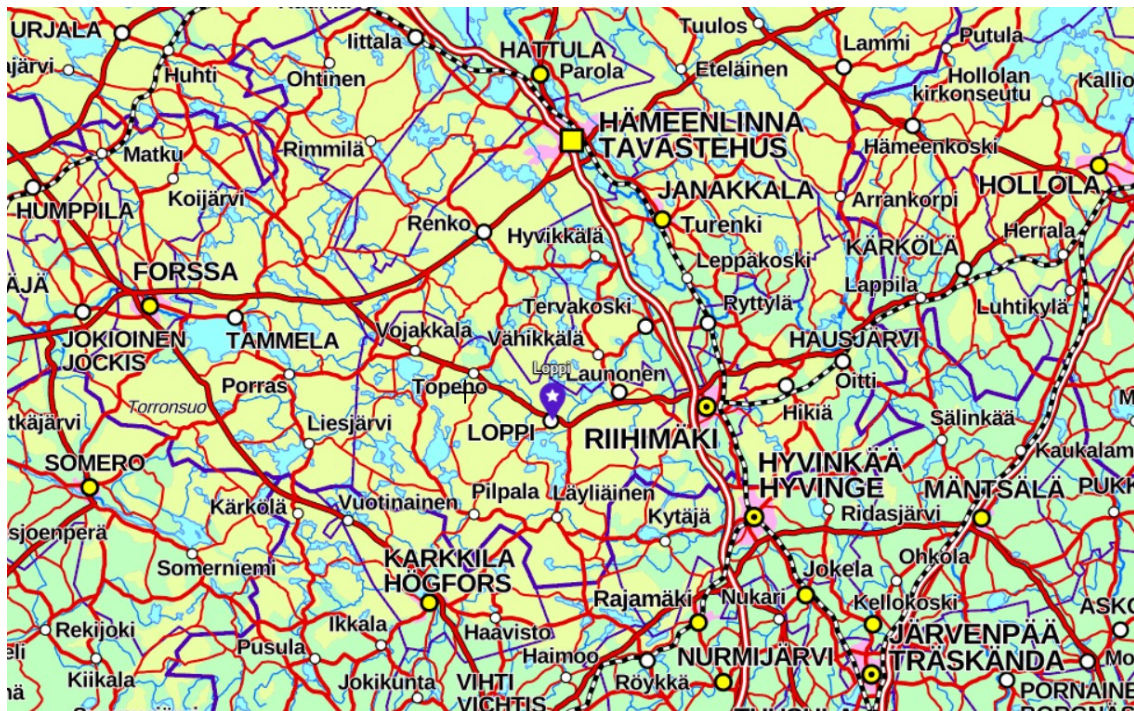 URJALA
Iittala
HATTULA
Parola
Tuulos
Lammi
Putula
Huhti
Ohtinen
Eteläinen
Hollolan
kirkonseutu
Kallio
HÄMEENLINNA
TAVASTEHUS
Matku
Rimmilä
Hämeenkoski
Koijärvi
JANAKKALA
Arrankorpi
HOLLOLA
HUMPPILA
Renko
Hyvikkälä
Turenki
KÄRKÖLÄ
Herrala
FORSSA
Leppäkoski
Lappila
Luhtikylä
Tervakoski
Ryttylä
JOKIOINEN
JOCKIS
TAMMELA
Vojakkala
Vähikkälä
HAUSJÄRVI
Loppi
Launonen
Oitti
Porras
Topeno
Torronsuo
Hikiä
Sälinkää
Liesjärvi
LOPPI
RIIHIMÄKI
Kaukalam
SOMERO
HYVINKÄÄ
HYVINGE
MÄNTSÄLÄ
PUKK
Kärkölä
Vuotinainen
Pilpala
Läyliäinen
Kytäjä
Ridasjärvi
sjoenperä
Somerniemi
KARKKILA
HÖGFORS
Ohkola
Jokela
Rajamäki
Nukari
Kellokoski
ASKO
Rekijoki
Ikkala
Haavisto
JÄRVENPÄÄ
TRÄSKÄNDA
Pusula
Haimoo
NURMIJÄRVI
Kiikala
Jokikunta
VIHTI
VICHTIS
Röykkä
PORNAINE